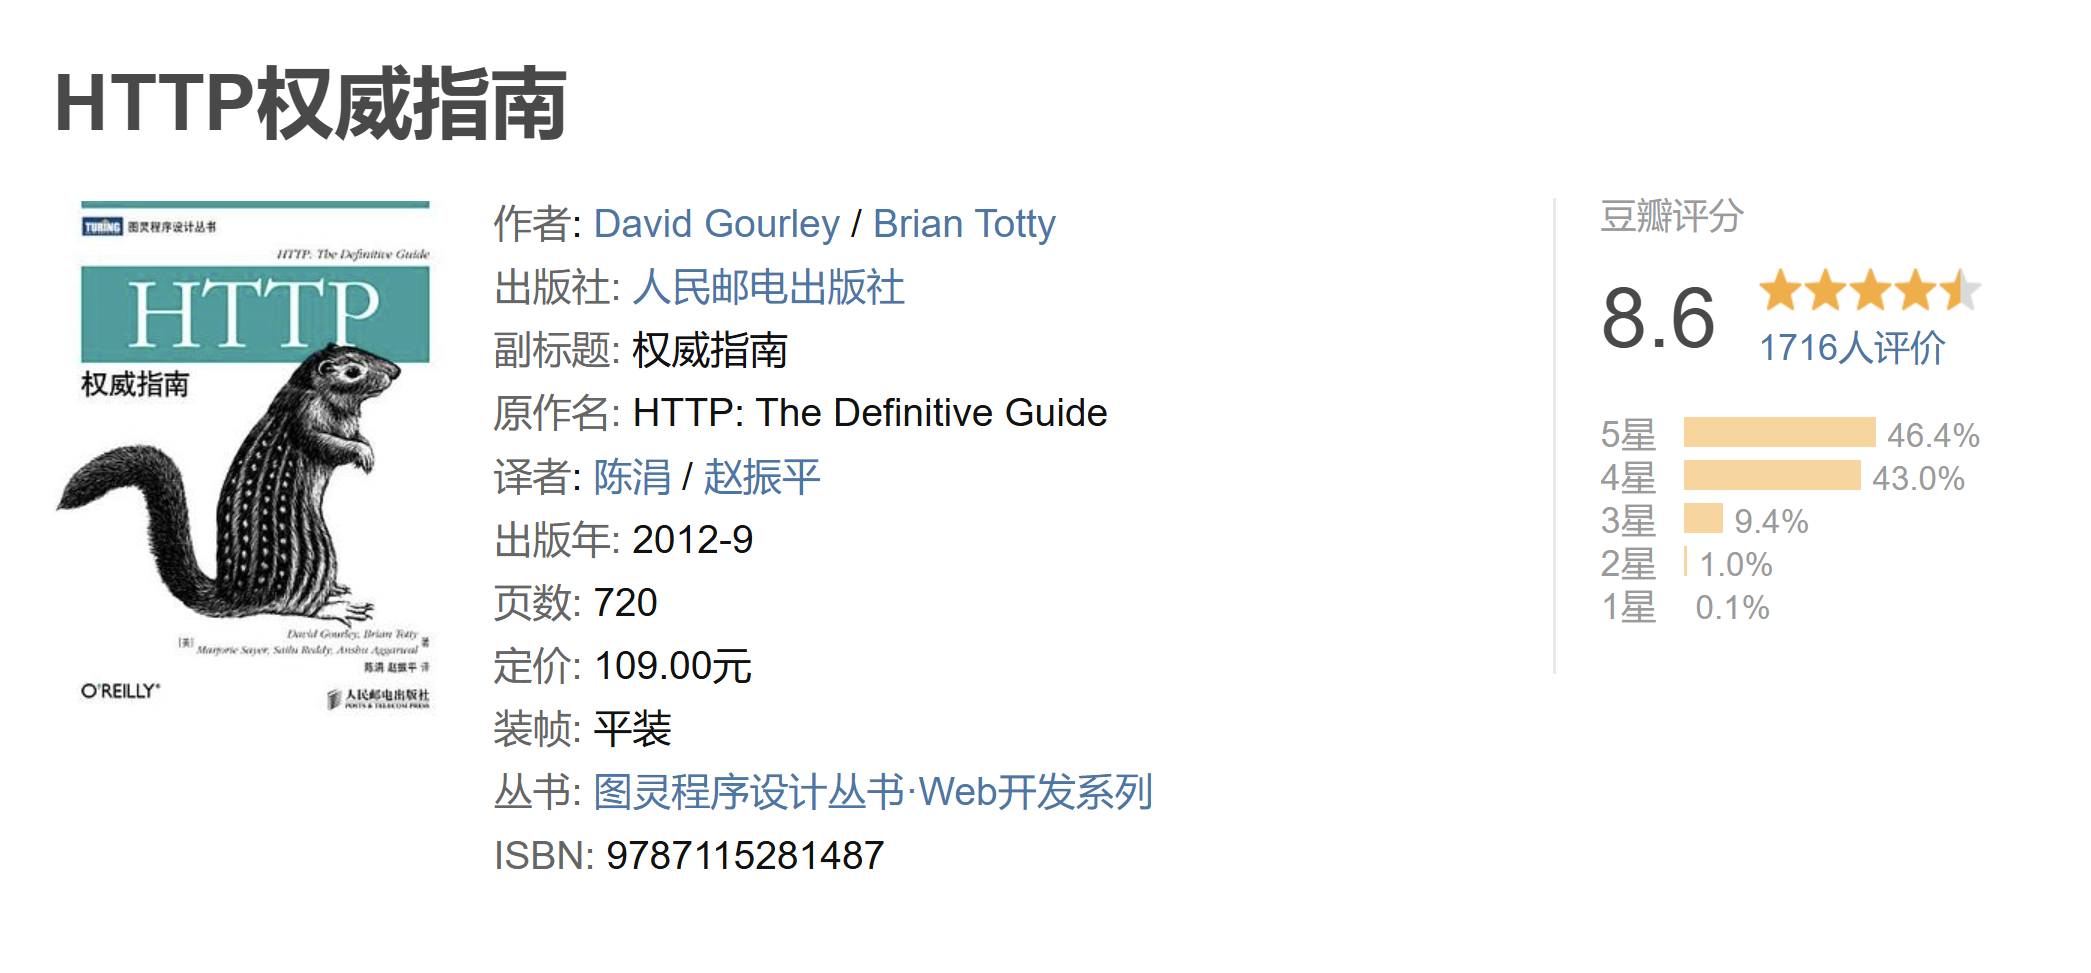 HTTP权威指南
TURING 图灵程序设计丛书
HTTP: The Definitive Guide
HTTP
权威指南
David Gourley, Brian Totty
[美] Marjorie Sayer, Sailu Reddy, Anshu Aggarwal 著
陈涓 赵振平 译
O'REILLY®
人民邮电出版社
POSTS & TELECOM PRESS
作者: David Gourley / Brian Totty
出版社: 人民邮电出版社
副标题: 权威指南
原作名: HTTP: The Definitive Guide
译者: 陈涓 / 赵振平
出版年: 2012-9
页数: 720
定价: 109.00元
装帧: 平装
丛书: 图灵程序设计丛书·Web开发系列
ISBN: 9787115281487
豆瓣评分
8.6
1716人评价
5星 46.4%
4星 43.0%
3星 9.4%
2星 1.0%
1星 0.1%